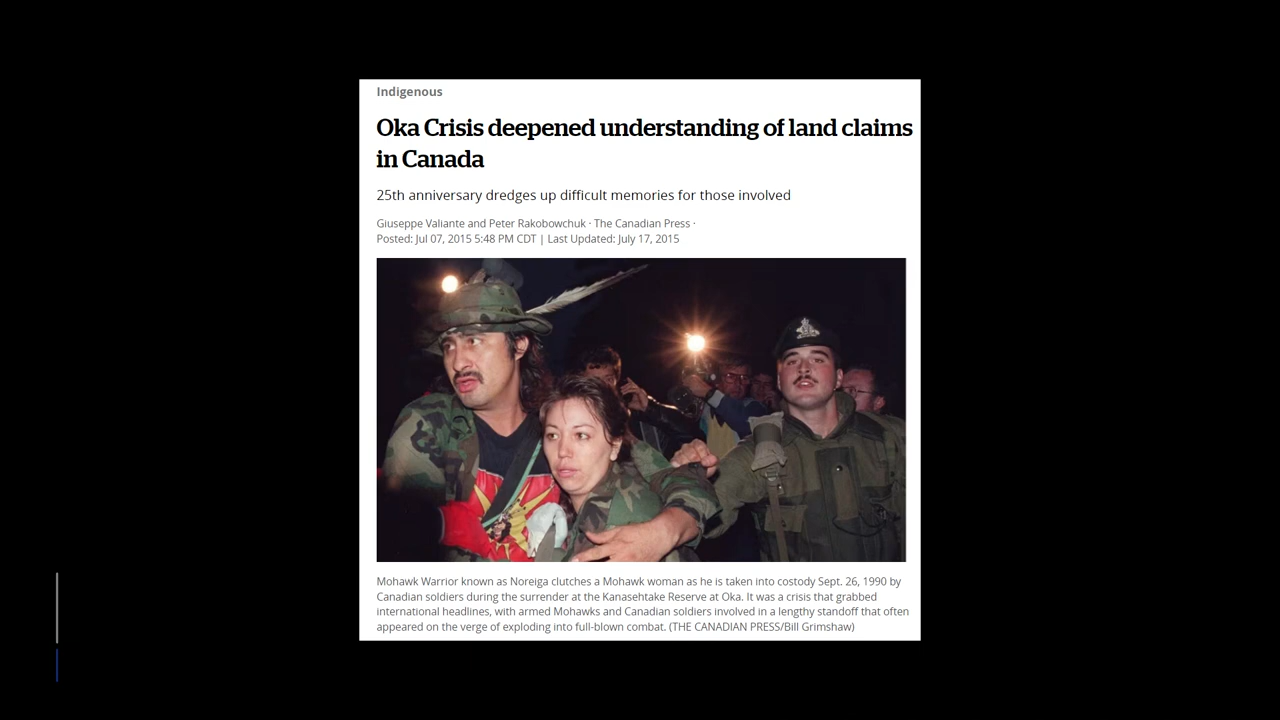 Indigenous
Oka Crisis deepened understanding of land claims
in Canada
25th anniversary dredges up difficult memories for those involved
Giuseppe Valiante and Peter Rakobowchuk · The Canadian Press ·
Posted: Jul 07, 2015 5:48 PM CDT | Last Updated: July 17, 2015
Mohawk Warrior known as Noreiga clutches a Mohawk woman as he is taken into custody Sept. 26, 1990 by
Canadian soldiers during the surrender at the Kanasehtake Reserve at Oka. It was a crisis that grabbed
international headlines, with armed Mohawks and Canadian soldiers involved in a lengthy standoff that often
appeared on the verge of exploding into full-blown combat. (THE CANADIAN PRESS/Bill Grimshaw)